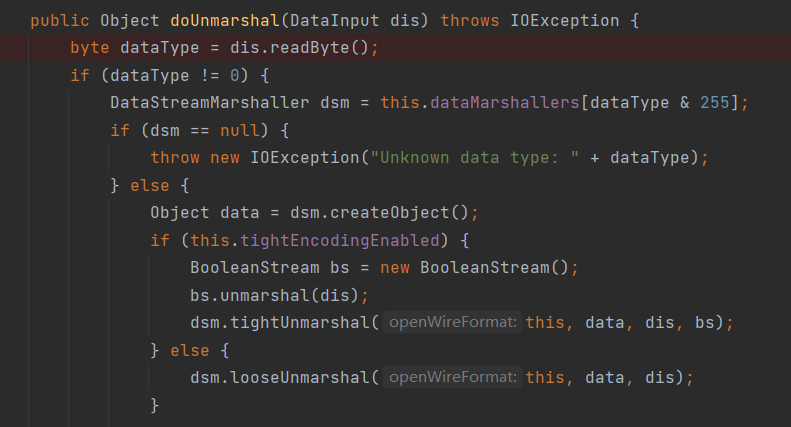 public Object doUnmarshal(DataInput dis) throws IOException {
    byte dataType = dis.readByte();
    if (dataType != 0) {
        DataStreamMarshaller dsm = this.dataMarshallers[dataType & 255];
        if (dsm == null) {
            throw new IOException("Unknown data type: " + dataType);
        } else {
            Object data = dsm.createObject();
            if (this.tightEncodingEnabled) {
                BooleanStream bs = new BooleanStream();
                bs.unmarshal(dis);
                dsm.tightUnmarshal( openWireFormat: this, data, dis, bs);
            } else {
                dsm.looseUnmarshal( openWireFormat: this, data, dis);
            }